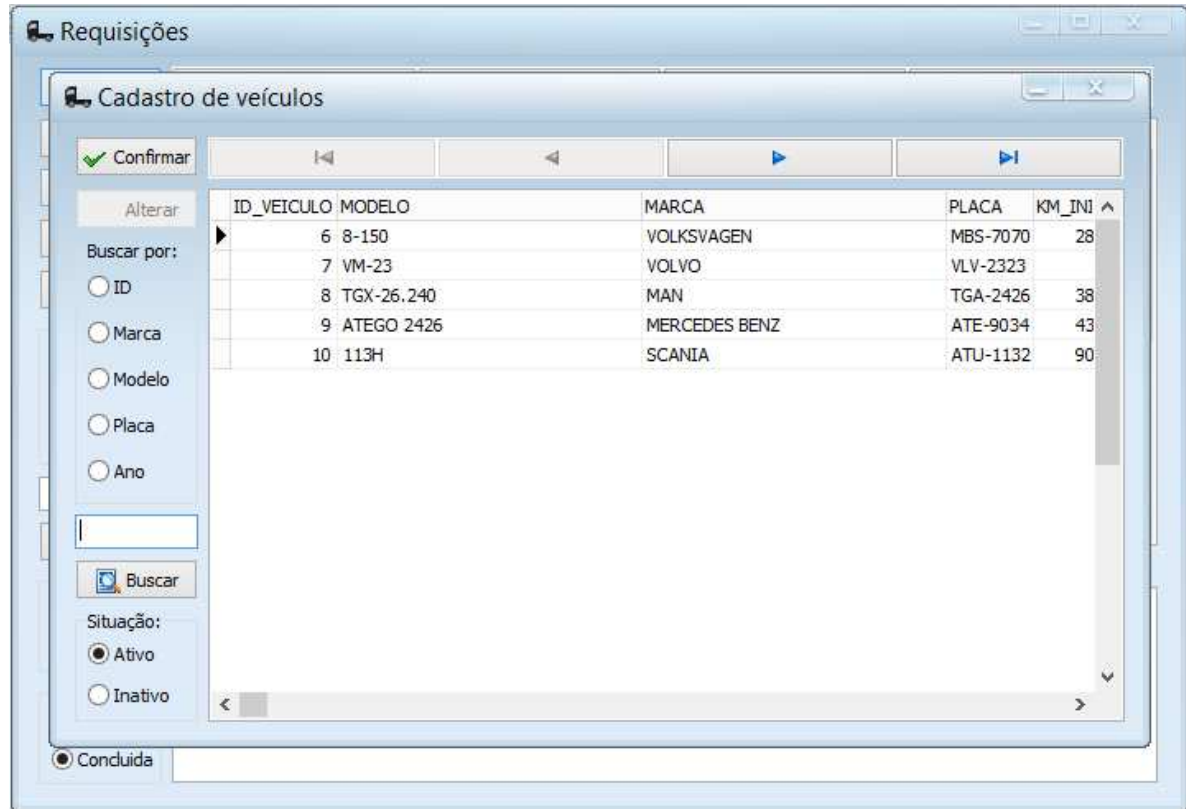 Requisições
Cadastro de veículos
Confirmar
Alterar
Buscar por:
ID
Marca
Modelo
Placa
Ano
Buscar
Situação:
Ativo
Inativo
ID_VEICULO MODELO MARCA PLACA KM_INI
6 8-150 VOLKSVAGEN MBS-7070 28
7 VM-23 VOLVO VLV-2323
8 TGX-26.240 MAN TGA-2426 38
9 ATEGO 2426 MERCEDES BENZ ATE-9034 43
10 113H SCANIA ATU-1132 90
Concluida